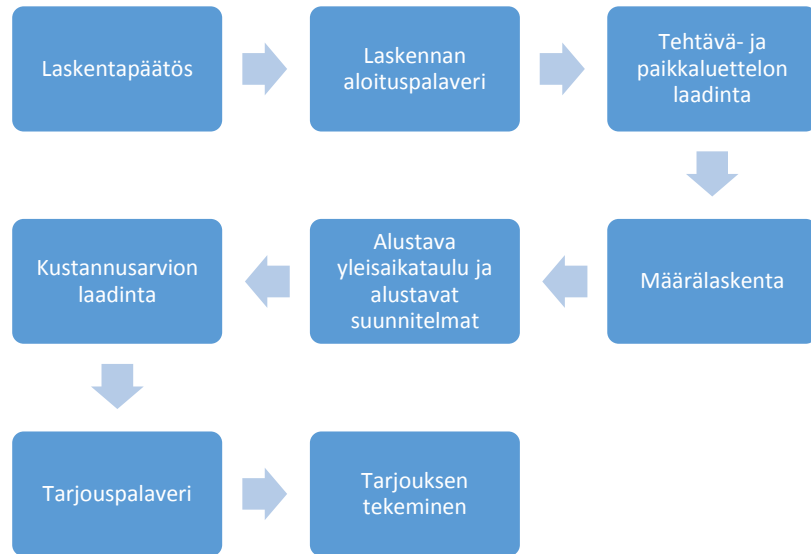 Laskentapäätös
Laskennan
aloituspalaveri
Tehtävä- ja
paikkaluettelon
laadinta
Määrälaskenta
Alustava
yleisaikataulu ja
alustavat
suunnitelmat
Kustannusarvion
laadinta
Tarjouspalaveri
Tarjouksen
tekeminen